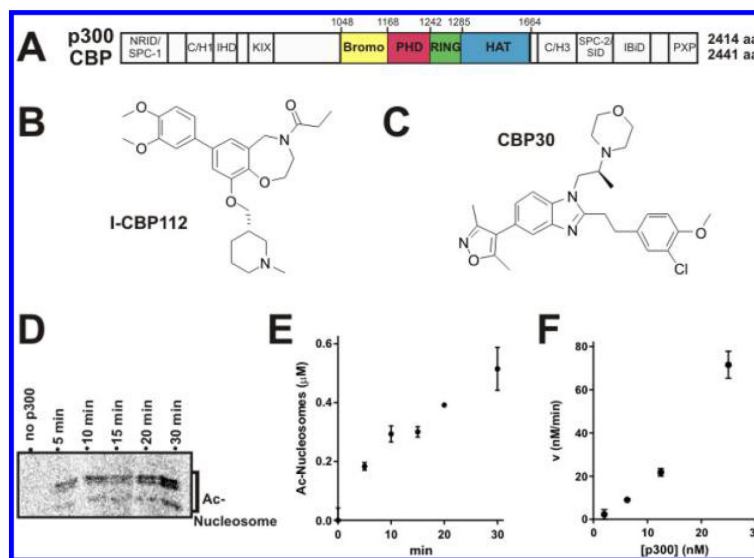 A
p300
CBP
1048 1168 1242 1285 1664
NRID/
SPC-1
C/H1
IHD
KIX
Bromo
PHD
RING
HAT
C/H3
SPC-2/
SID
IBiD
PXP
2414 aa
2441 aa
B
O
O
N
O
O
O
N
I-CBP112
C
CBP30
O
N
N
N
N
O
O
Cl
D
no p300
5 min
10 min
15 min
20 min
30 min
Ac-
Nucleosome
E
Ac-Nucleosomes (µM)
0.6
0.4
0.2
0.0
0 10 20 30
min
F
v (nM/min)
80
60
40
20
0
0 10 20 30
[p300] (nM)